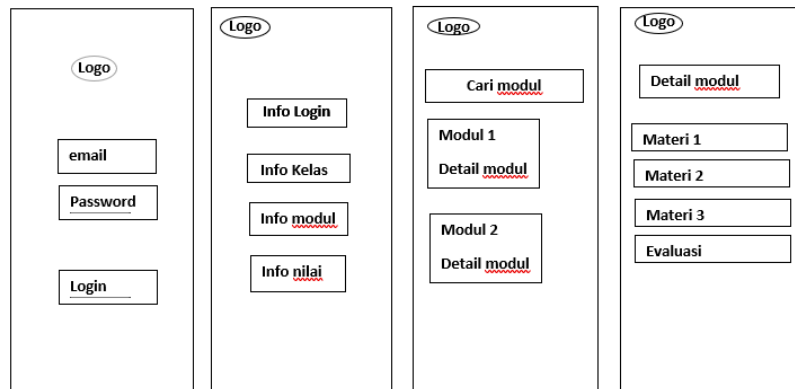 Logo
email
Password
Login
Logo
Info Login
Info Kelas
Info modul
Info nilai
Logo
Cari modul
Modul 1
Detail modul
Modul 2
Detail modul
Logo
Detail modul
Materi 1
Materi 2
Materi 3
Evaluasi